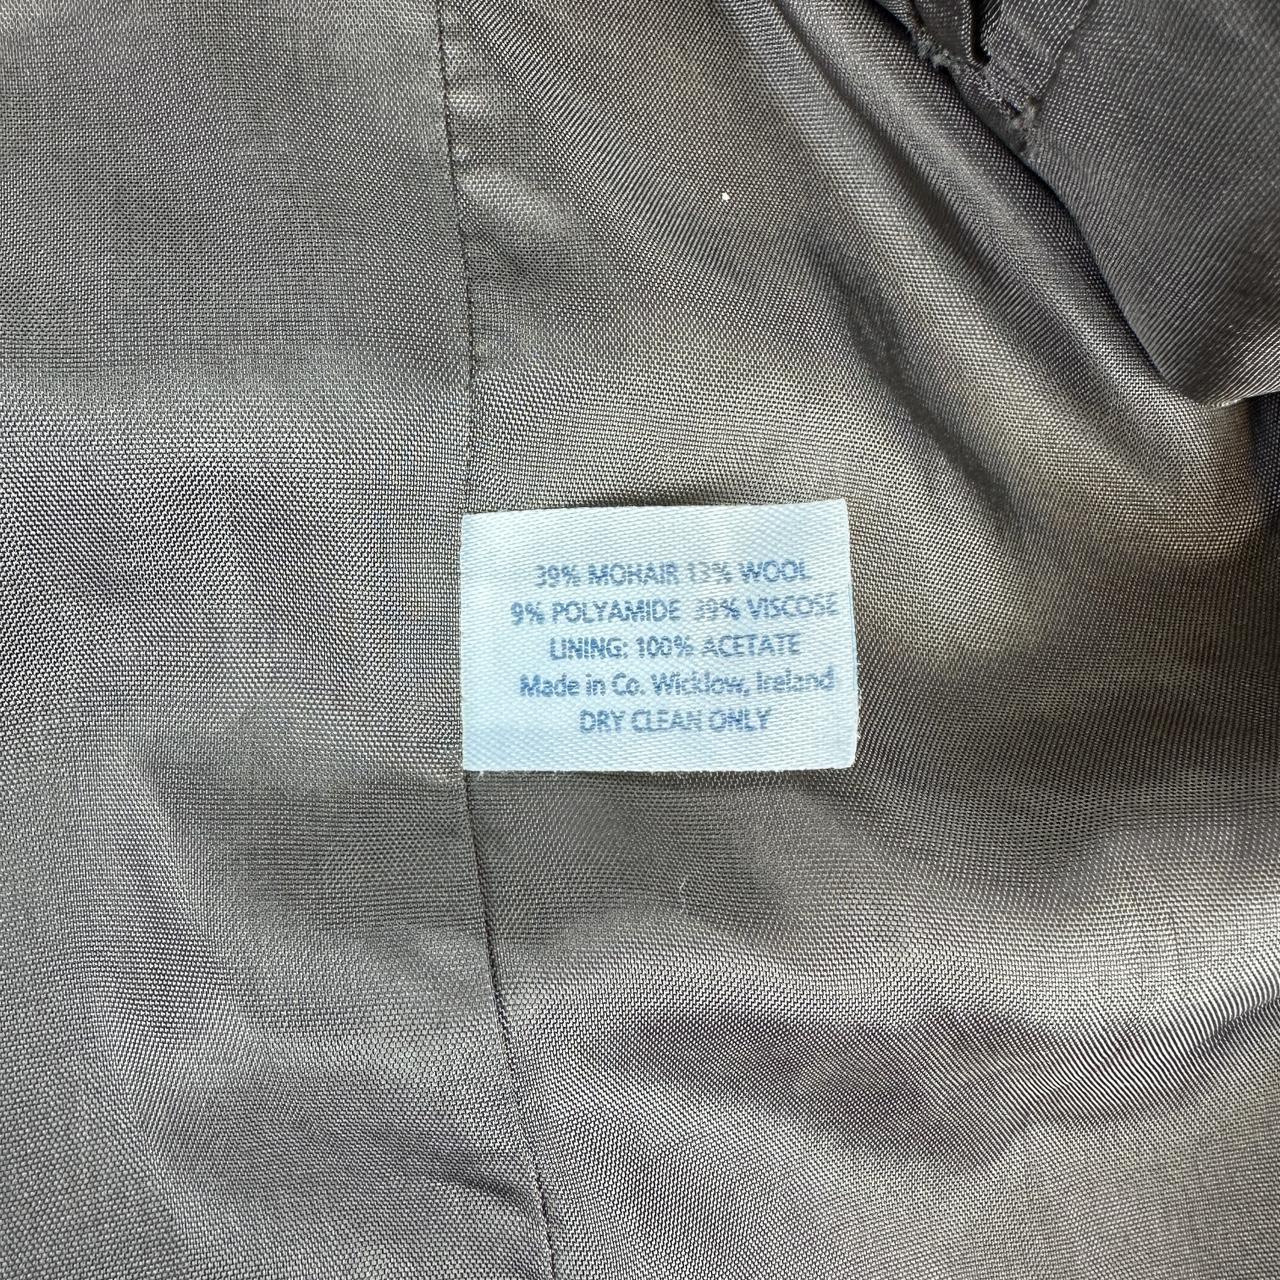 39% MOHAIR 13% WOOL
9% POLYAMIDE 39% VISCOSE
LINING: 100% ACETATE
Made in Co. Wicklow, Ireland
DRY CLEAN ONLY